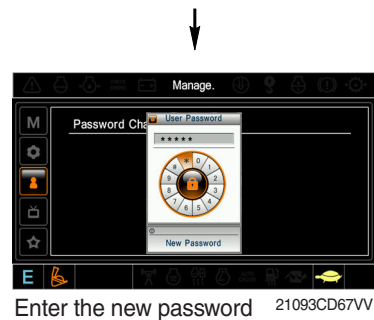 Manage.
M
Password Cha
User Password
*****
* 0 1 2 3 4 5 6 7 8 9 #
New Password
E
Enter the new password
21093CD67VV